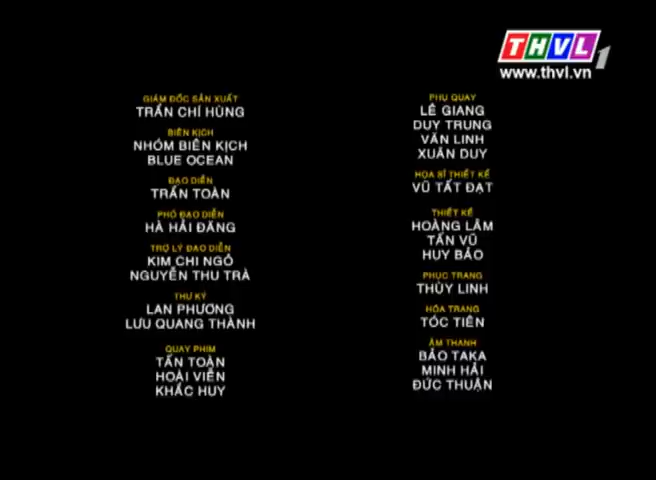 THVL1
www.thvl.vn
GIÁM ĐỐC SẢN XUẤT
TRẦN CHÍ HÙNG
BIÊN KỊCH
NHÓM BIÊN KỊCH
BLUE OCEAN
ĐẠO DIỄN
TRẦN TOÀN
PHÓ ĐẠO DIỄN
HÀ HẢI ĐĂNG
TRỢ LÝ ĐẠO DIỄN
KIM CHI NGỎ
NGUYỄN THU TRÀ
THƯ KÝ
LAN PHƯƠNG
LƯU QUANG THÀNH
QUAY PHIM
TẤN TOÀN
HOÀI VIỄN
KHẮC HUY
PHỤ QUAY
LÊ GIANG
DUY TRUNG
VĂN LINH
XUÂN DUY
HỌA SĨ THIẾT KẾ
VŨ TẤT ĐẠT
THIẾT KẾ
HOÀNG LÂM
TẤN VŨ
HUY BẢO
PHỤC TRANG
THÙY LINH
HÓA TRANG
TÓC TIÊN
ÂM THANH
BẢO TAKA
MINH HẢI
ĐỨC THUẬN